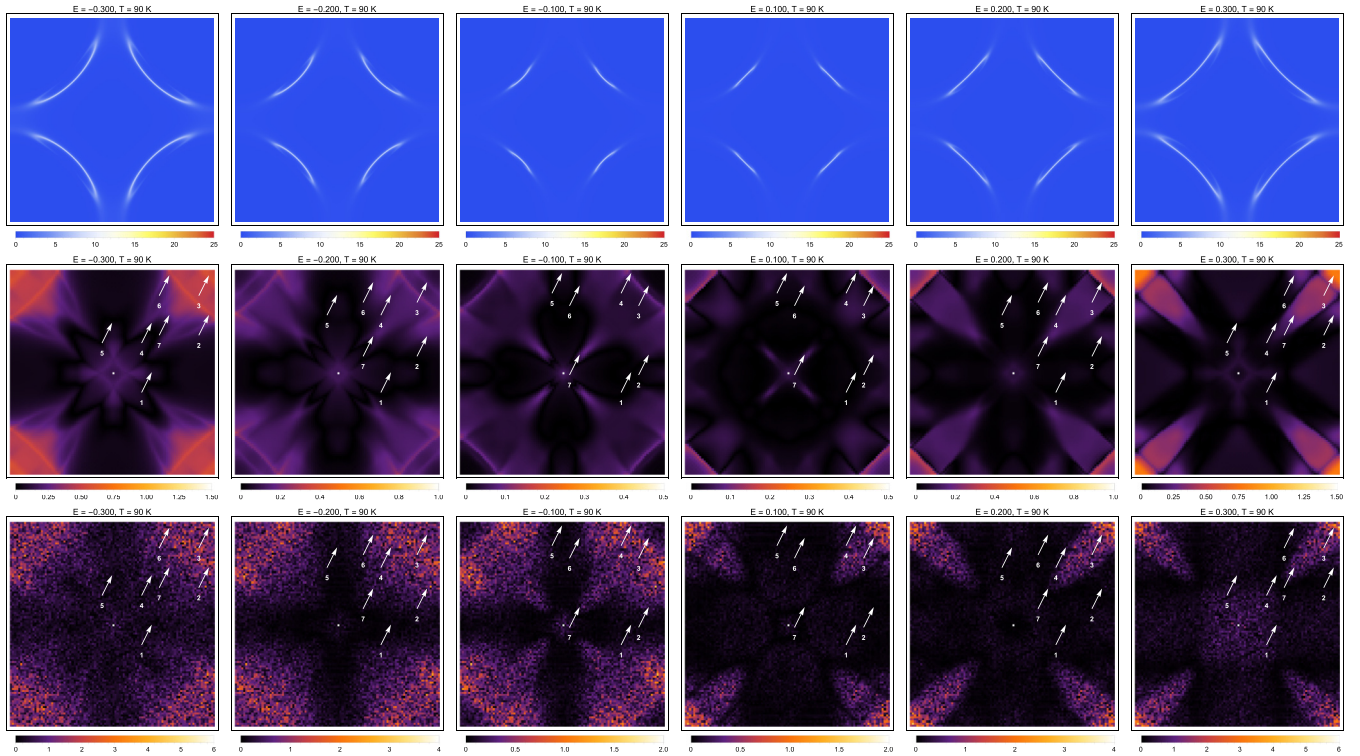 E = −0.300, T = 90 K
E = −0.200, T = 90 K
E = −0.100, T = 90 K
E = 0.100, T = 90 K
E = 0.200, T = 90 K
E = 0.300, T = 90 K
0 5 10 15 20 25
0 5 10 15 20 25
0 5 10 15 20 25
0 5 10 15 20 25
0 5 10 15 20 25
0 5 10 15 20 25
E = −0.300, T = 90 K
E = −0.200, T = 90 K
E = −0.100, T = 90 K
E = 0.100, T = 90 K
E = 0.200, T = 90 K
E = 0.300, T = 90 K
6 3 5 4 7 2 1
5 6 4 3 7 2 1
5 6 4 3 7 1 2
5 6 4 3 7 1 2
5 6 4 3 7 2 1
6 3 5 4 7 2 1
0 0.25 0.50 0.75 1.00 1.25 1.50
0 0.2 0.4 0.6 0.8 1.0
0 0.1 0.2 0.3 0.4 0.5
0 0.1 0.2 0.3 0.4 0.5
0 0.2 0.4 0.6 0.8 1.0
0 0.25 0.50 0.75 1.00 1.25 1.50
E = −0.300, T = 90 K
E = −0.200, T = 90 K
E = −0.100, T = 90 K
E = 0.100, T = 90 K
E = 0.200, T = 90 K
E = 0.300, T = 90 K
6 3 5 4 7 2 1
5 6 4 3 7 2 1
5 6 4 3 7 1 2
5 6 4 3 7 1 2
5 6 4 3 7 2 1
6 3 5 4 7 2 1
0 1 2 3 4 5 6
0 1 2 3 4
0 0.5 1.0 1.5 2.0
0 0.5 1.0 1.5 2.0
0 1 2 3 4
0 1 2 3 4 5 6